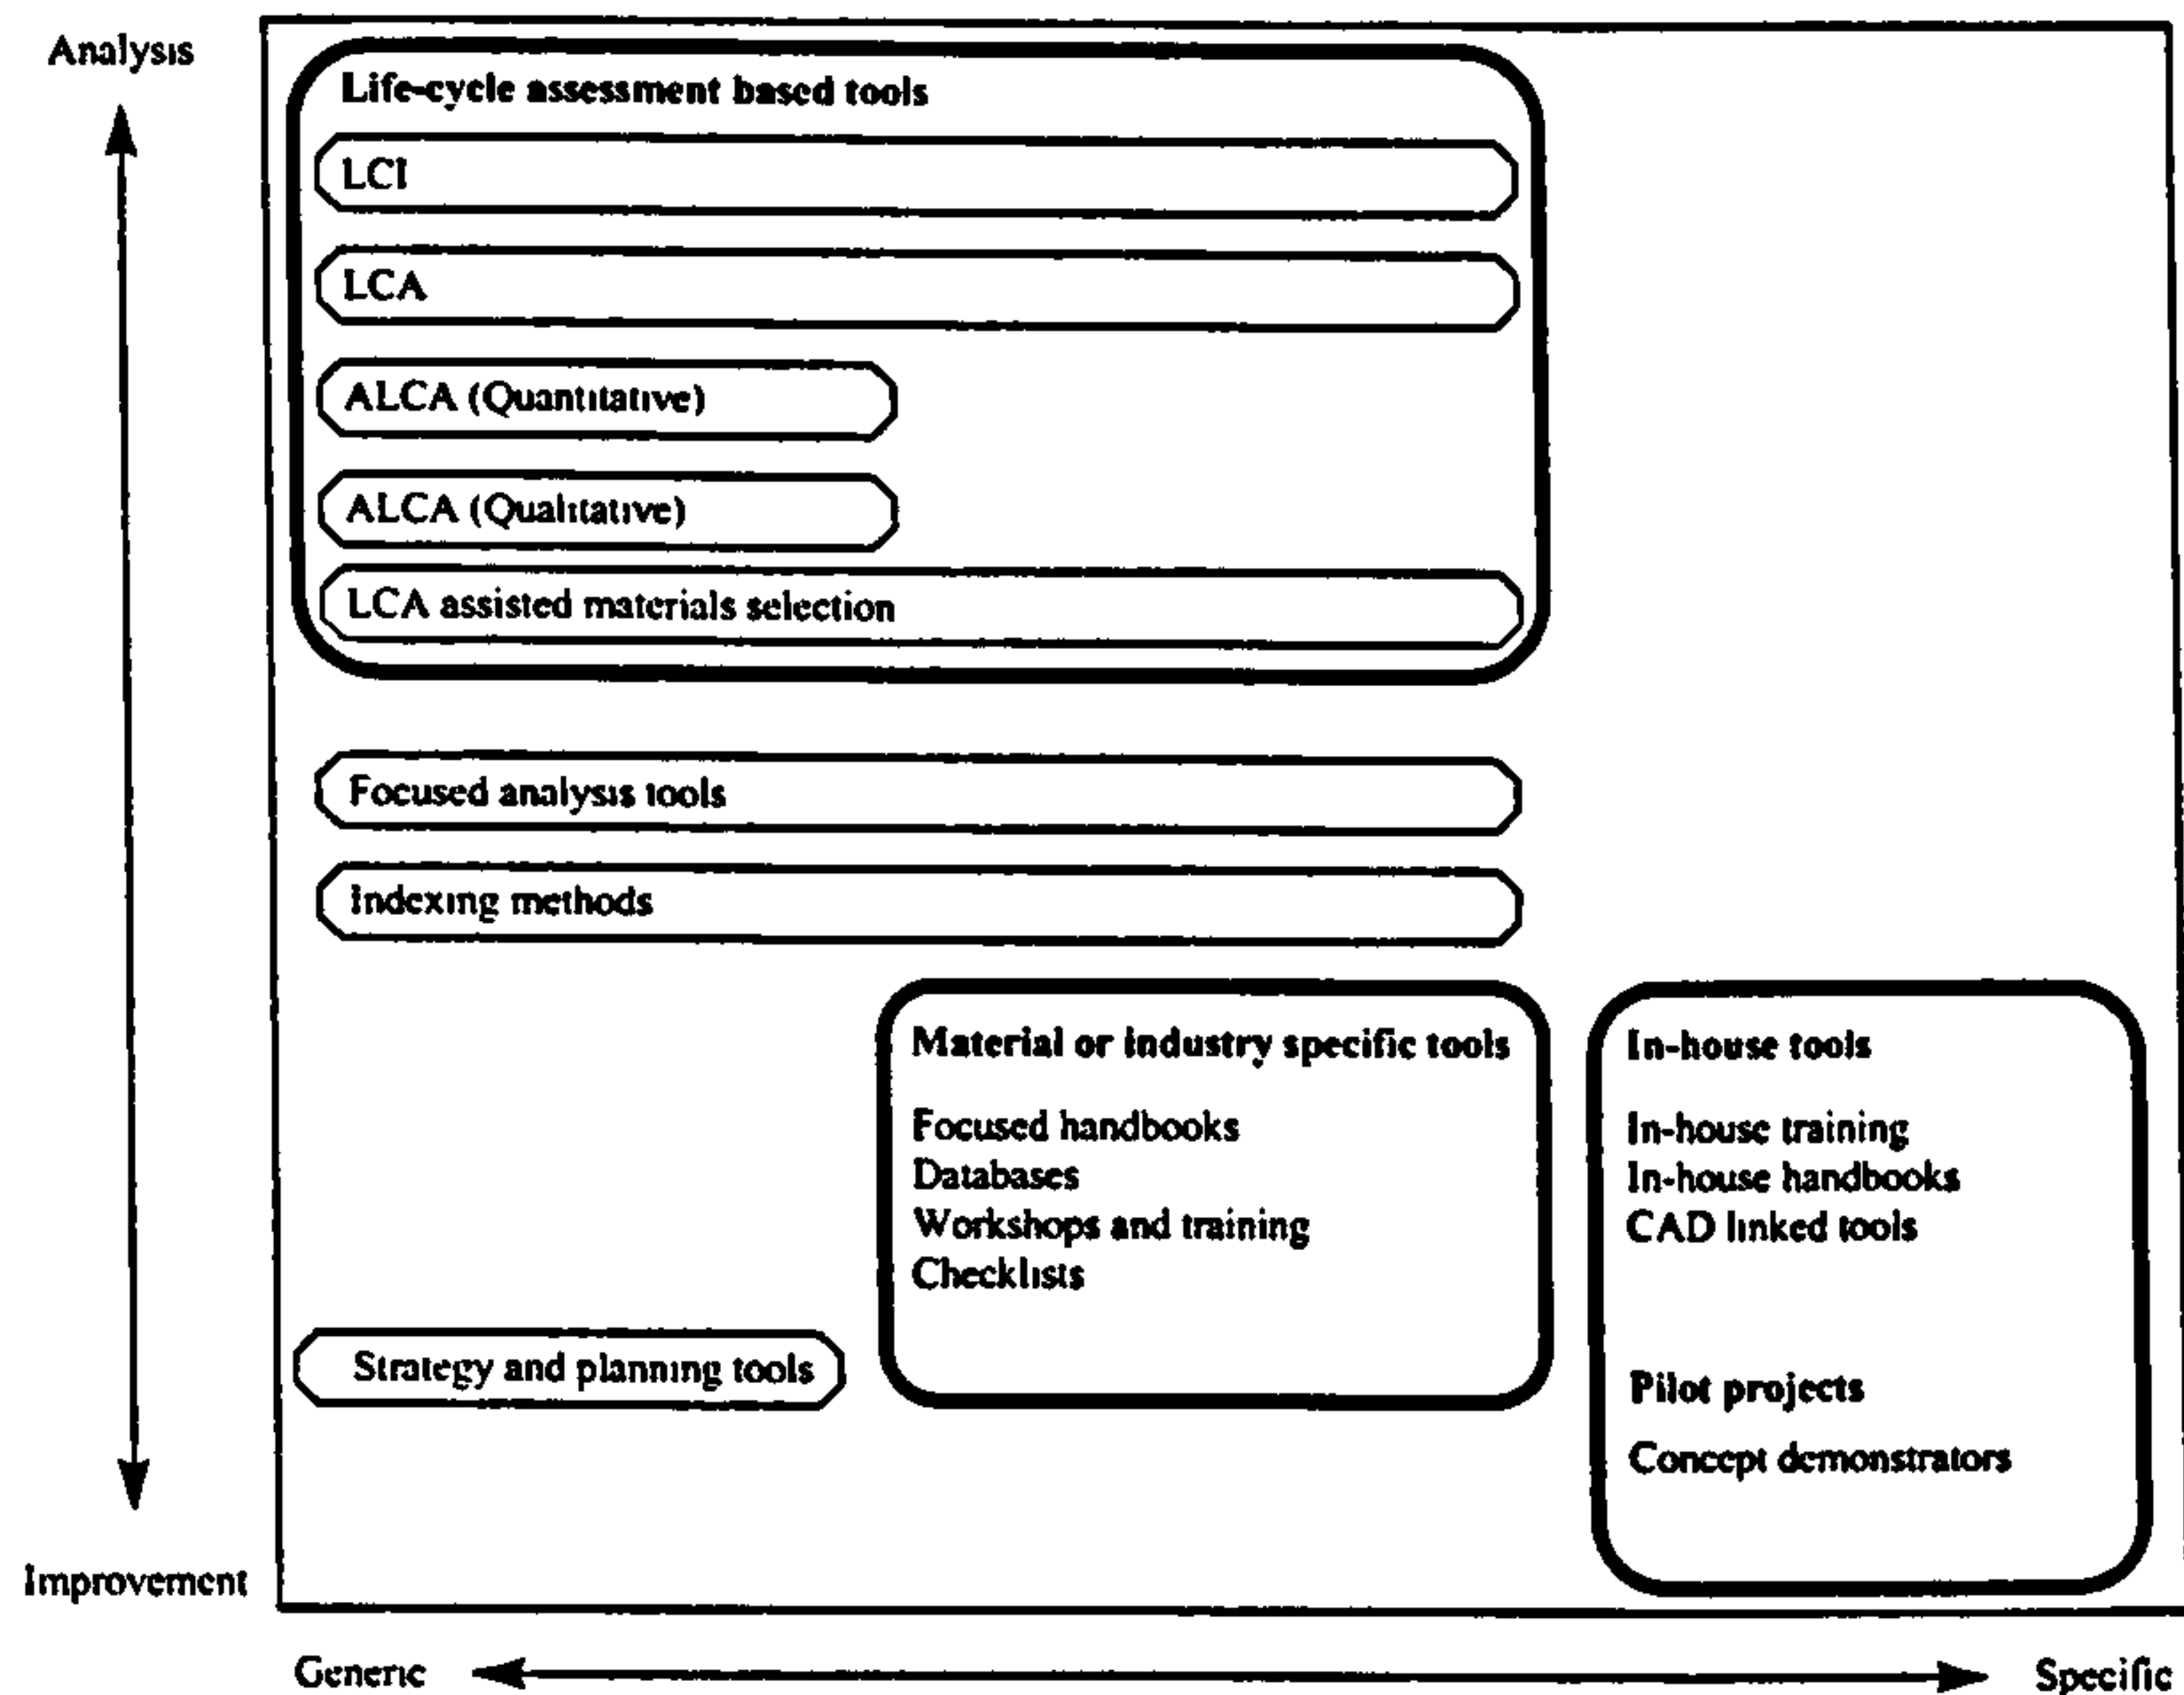 Analysis
Life-cycle assessment based tools
LCI
LCA
ALCA (Quantitative)
ALCA (Qualitative)
LCA assisted materials selection
Focused analysis tools
Indexing methods
Material or industry specific tools
Focused handbooks
Databases
Workshops and training
Checklists
In-house tools
In-house training
In-house handbooks
CAD linked tools
Pilot projects
Concept demonstrators
Strategy and planning tools
Improvement
Generic
Specific